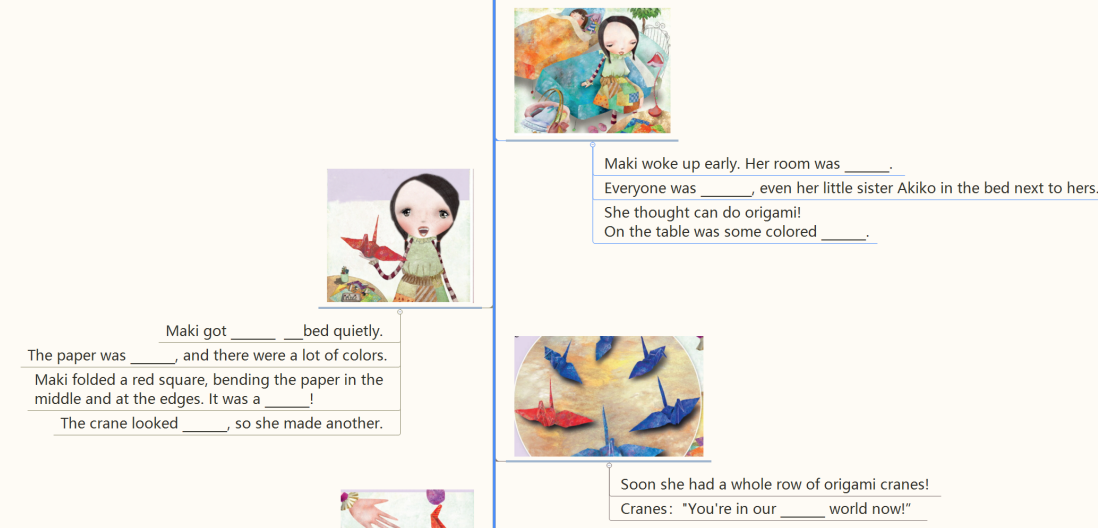 Maki woke up early. Her room was ______.
Everyone was _______, even her little sister Akiko in the bed next to hers.
She thought can do origami!
On the table was some colored ______.
Maki got ______ ___bed quietly.
The paper was ______, and there were a lot of colors.
Maki folded a red square, bending the paper in the
middle and at the edges. It was a ______!
The crane looked ______, so she made another.
Soon she had a whole row of origami cranes!
Cranes: "You're in our ______ world now!"